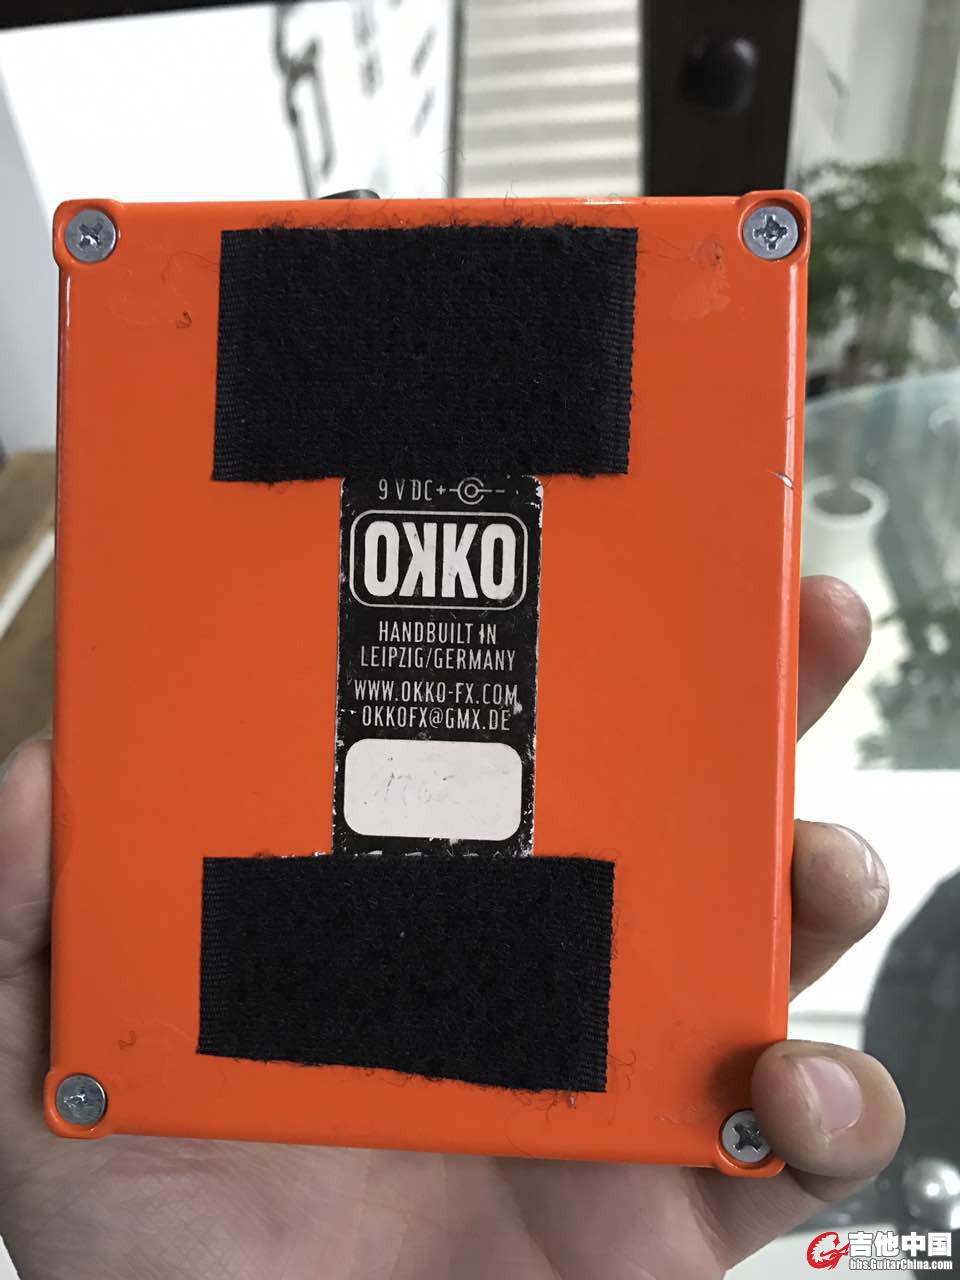 9 V DC + -
OKKO
HANDBUILT IN
LEIPZIG/GERMANY
WWW.OKKO-FX.COM
OKKOFX@GMX.DE
吉他中国
bbs.GuitarChina.com